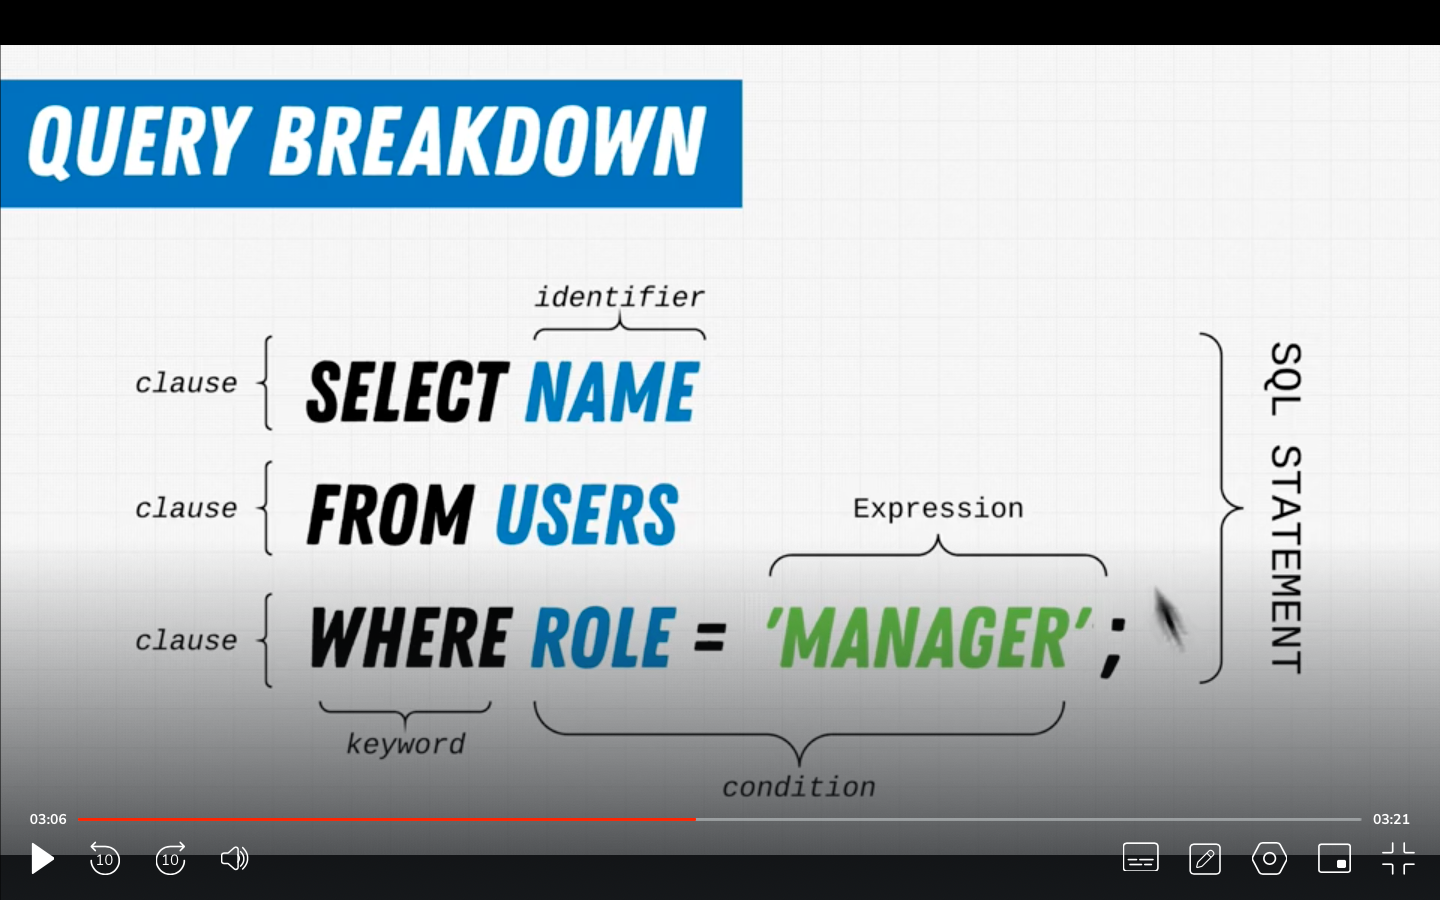 QUERY BREAKDOWN
identifier
clause
SELECT NAME
clause
FROM USERS
Expression
clause
WHERE ROLE = 'MANAGER';
keyword
condition
SQL STATEMENT
03:06
03:21
10
10